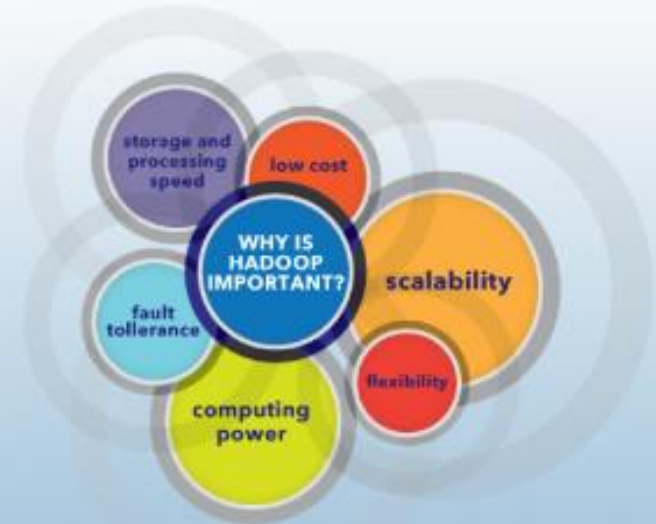 storage and
processing
speed
low cost
WHY IS
HADOOP
IMPORTANT?
scalability
fault
tollerance
flexibility
computing
power